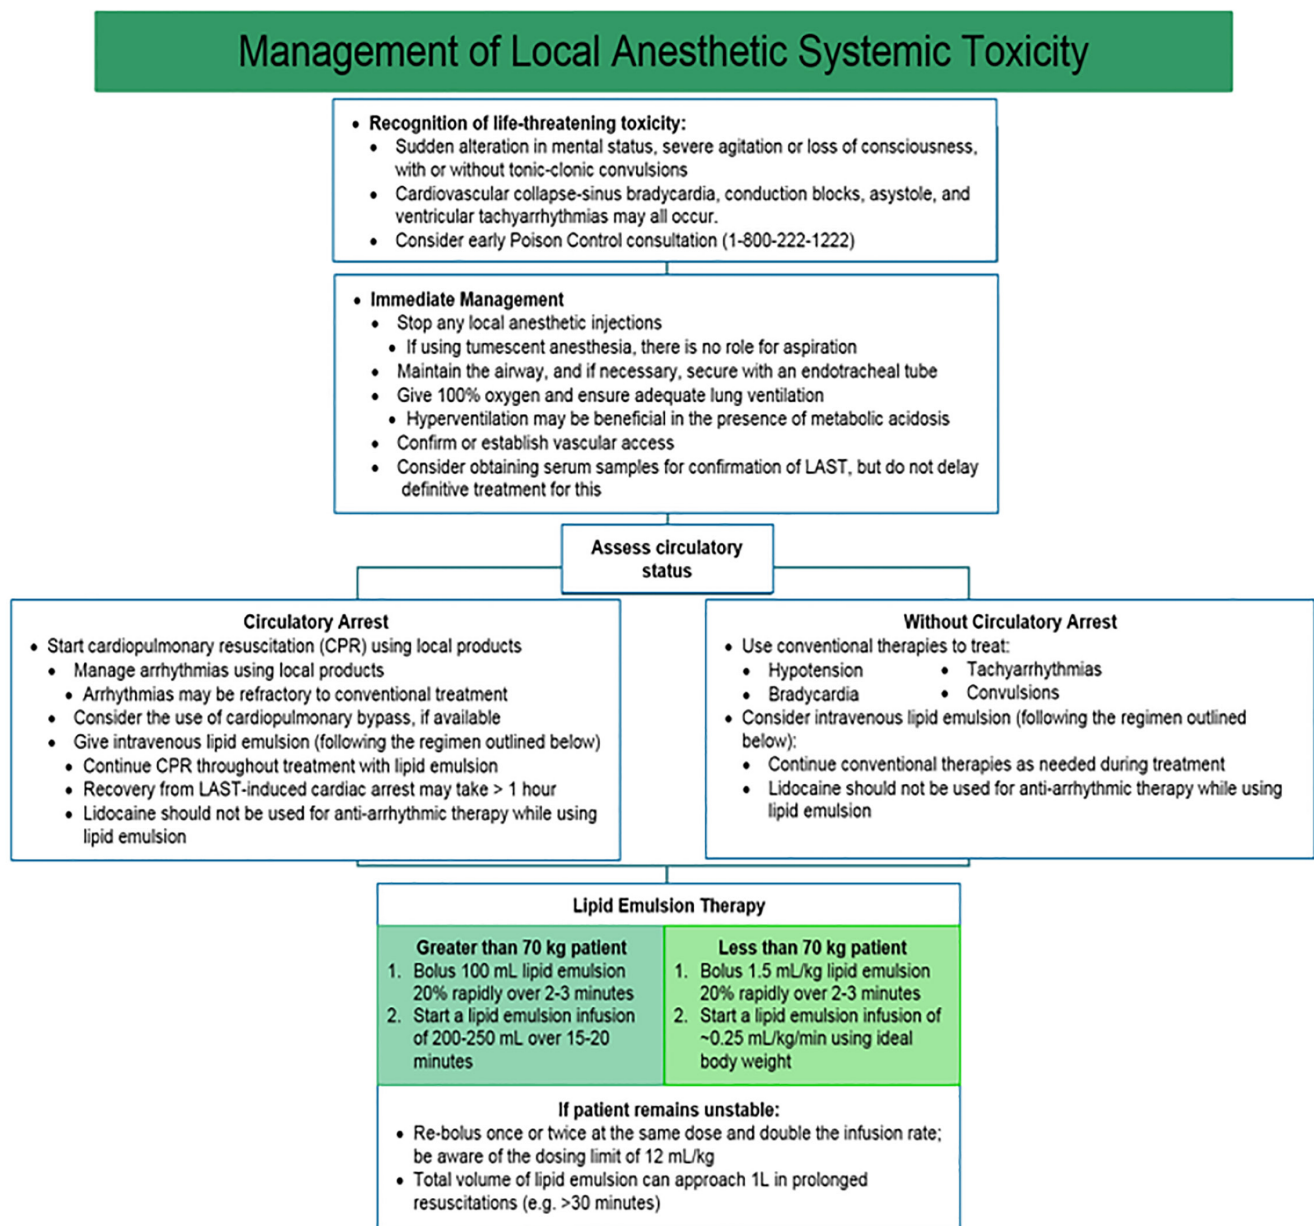 Management of Local Anesthetic Systemic Toxicity
• Recognition of life-threatening toxicity:
• Sudden alteration in mental status, severe agitation or loss of consciousness,
with or without tonic-clonic convulsions
• Cardiovascular collapse-sinus bradycardia, conduction blocks, asystole, and
ventricular tachyarrhythmias may all occur.
• Consider early Poison Control consultation (1-800-222-1222)
• Immediate Management
• Stop any local anesthetic injections
• If using tumescent anesthesia, there is no role for aspiration
• Maintain the airway, and if necessary, secure with an endotracheal tube
• Give 100% oxygen and ensure adequate lung ventilation
• Hyperventilation may be beneficial in the presence of metabolic acidosis
• Confirm or establish vascular access
• Consider obtaining serum samples for confirmation of LAST, but do not delay
definitive treatment for this
Assess circulatory
status
Circulatory Arrest
• Start cardiopulmonary resuscitation (CPR) using local products
• Manage arrhythmias using local products
• Arrhythmias may be refractory to conventional treatment
• Consider the use of cardiopulmonary bypass, if available
• Give intravenous lipid emulsion (following the regimen outlined below)
• Continue CPR throughout treatment with lipid emulsion
• Recovery from LAST-induced cardiac arrest may take > 1 hour
• Lidocaine should not be used for anti-arrhythmic therapy while using
lipid emulsion
Without Circulatory Arrest
• Use conventional therapies to treat:
• Hypotension • Tachyarrhythmias
• Bradycardia • Convulsions
• Consider intravenous lipid emulsion (following the regimen outlined
below):
• Continue conventional therapies as needed during treatment
• Lidocaine should not be used for anti-arrhythmic therapy while using
lipid emulsion
Lipid Emulsion Therapy
Greater than 70 kg patient
1. Bolus 100 mL lipid emulsion
20% rapidly over 2-3 minutes
2. Start a lipid emulsion infusion
of 200-250 mL over 15-20
minutes
Less than 70 kg patient
1. Bolus 1.5 mL/kg lipid emulsion
20% rapidly over 2-3 minutes
2. Start a lipid emulsion infusion of
~0.25 mL/kg/min using ideal
body weight
If patient remains unstable:
• Re-bolus once or twice at the same dose and double the infusion rate;
be aware of the dosing limit of 12 mL/kg
• Total volume of lipid emulsion can approach 1L in prolonged
resuscitations (e.g. >30 minutes)